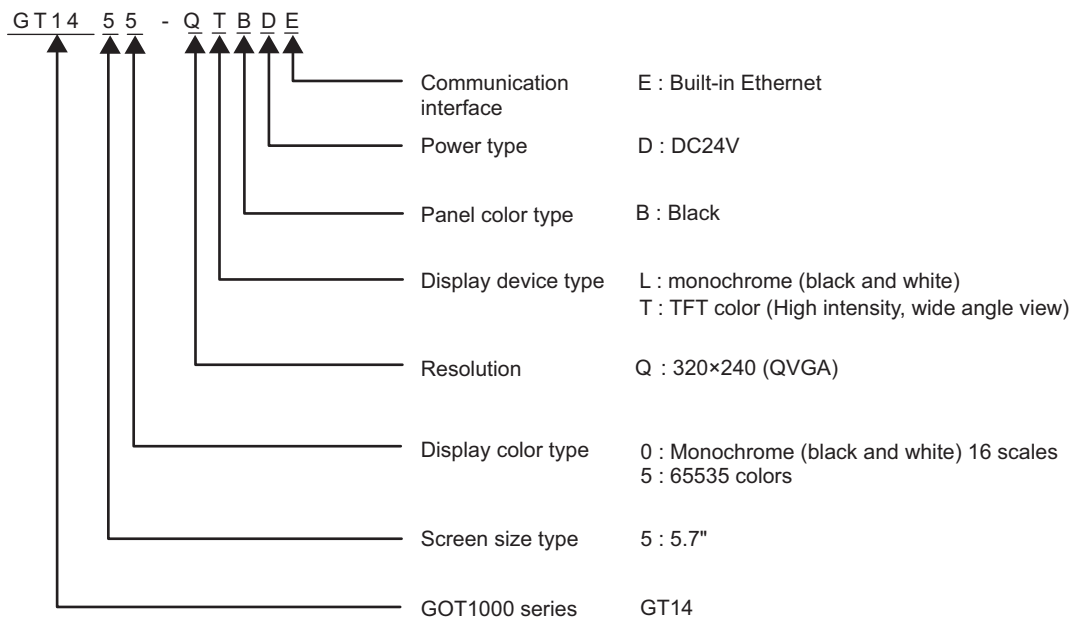 GT14 5 5 - Q T B D E
Communication interface E : Built-in Ethernet
Power type D : DC24V
Panel color type B : Black
Display device type L : monochrome (black and white)
T : TFT color (High intensity, wide angle view)
Resolution Q : 320×240 (QVGA)
Display color type 0 : Monochrome (black and white) 16 scales
5 : 65535 colors
Screen size type 5 : 5.7"
GOT1000 series GT14